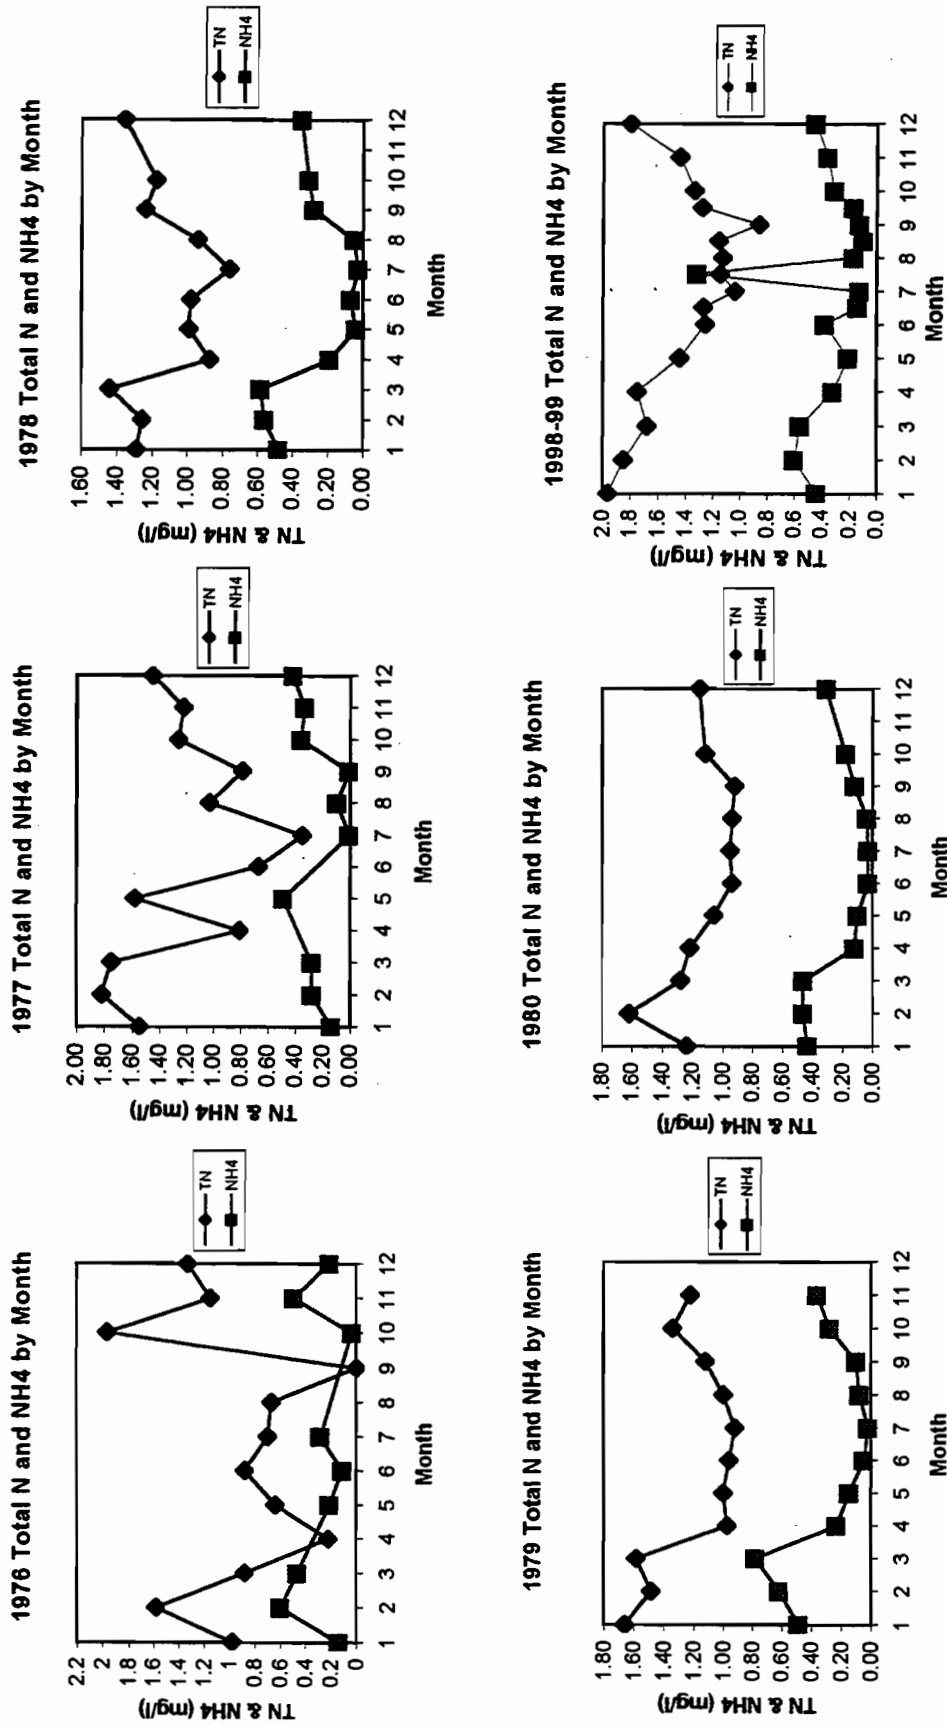 1976 Total N and NH4 by Month
TN & NH4 (mg/l)
2.2
2
1.8
1.6
1.4
1.2
1
0.8
0.6
0.4
0.2
0
1 2 3 4 5 6 7 8 9 10 11 12
Month
TN
NH4
1977 Total N and NH4 by Month
TN & NH4 (mg/l)
2.00
1.80
1.60
1.40
1.20
1.00
0.80
0.60
0.40
0.20
0.00
1 2 3 4 5 6 7 8 9 10 11 12
Month
TN
NH4
1978 Total N and NH4 by Month
TN & NH4 (mg/l)
1.60
1.40
1.20
1.00
0.80
0.60
0.40
0.20
0.00
1 2 3 4 5 6 7 8 9 10 11 12
Month
TN
NH4
1979 Total N and NH4 by Month
TN & NH4 (mg/l)
1.80
1.60
1.40
1.20
1.00
0.80
0.60
0.40
0.20
0.00
1 2 3 4 5 6 7 8 9 10 11 12
Month
TN
NH4
1980 Total N and NH4 by Month
TN & NH4 (mg/l)
1.80
1.60
1.40
1.20
1.00
0.80
0.60
0.40
0.20
0.00
1 2 3 4 5 6 7 8 9 10 11 12
Month
TN
NH4
1998-99 Total N and NH4 by Month
TN & NH4 (mg/l)
2.0
1.8
1.6
1.4
1.2
1.0
0.8
0.6
0.4
0.2
0.0
1 2 3 4 5 6 7 8 9 10 11 12
Month
TN
NH4